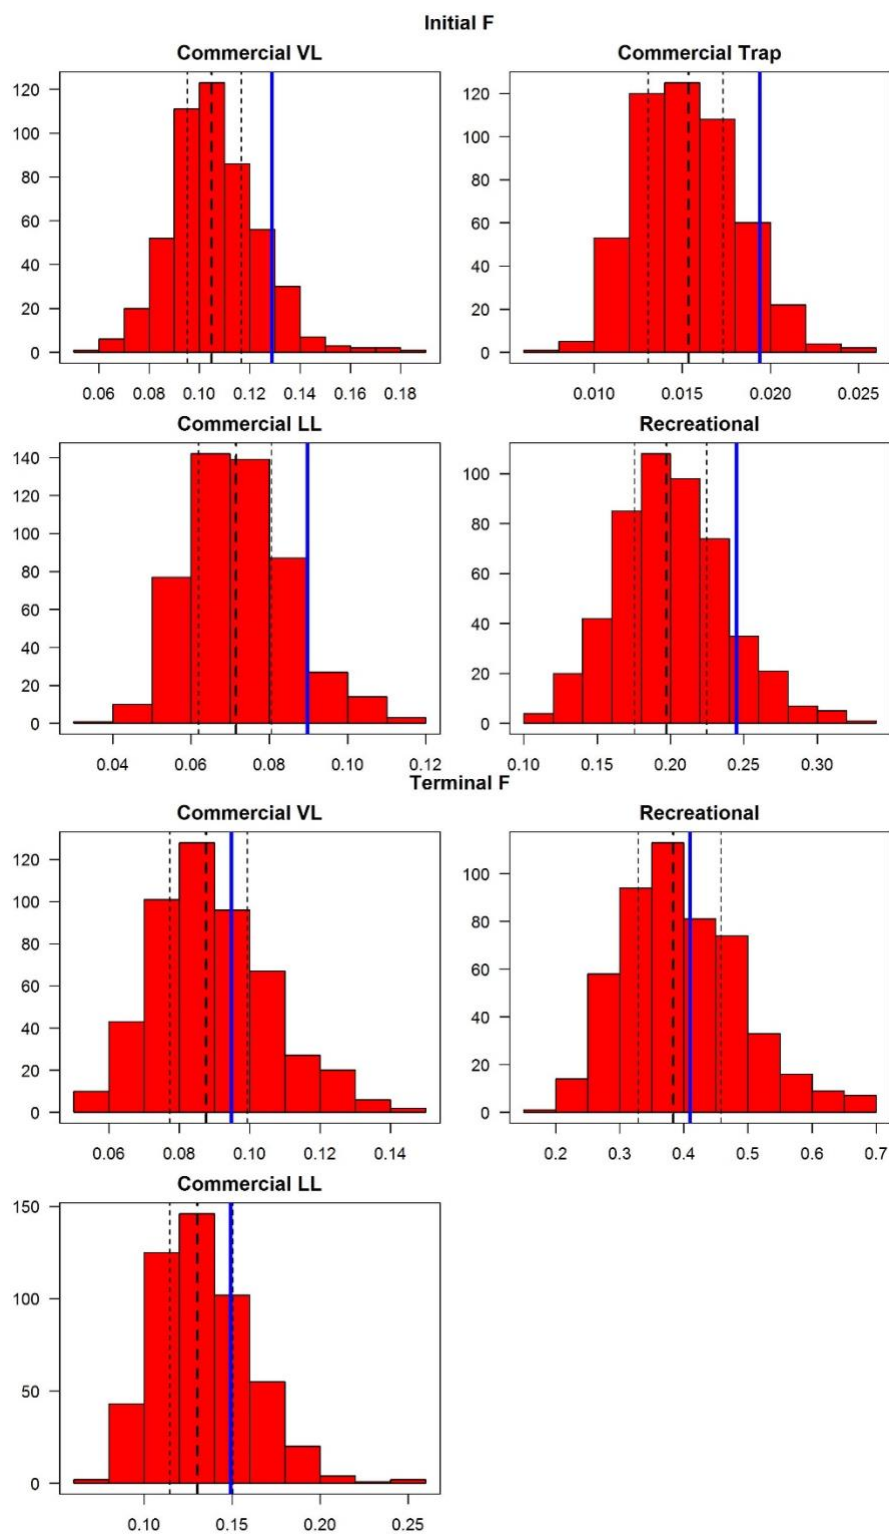 Initial F
Commercial VL
120
100
80
60
40
20
0
0.06 0.08 0.10 0.12 0.14 0.16 0.18
Commercial Trap
120
100
80
60
40
20
0
0.010 0.015 0.020 0.025
Commercial LL
140
120
100
80
60
40
20
0
0.04 0.06 0.08 0.10 0.12
Recreational
100
80
60
40
20
0
0.10 0.15 0.20 0.25 0.30
Terminal F
Commercial VL
120
100
80
60
40
20
0
0.06 0.08 0.10 0.12 0.14
Recreational
100
80
60
40
20
0
0.2 0.3 0.4 0.5 0.6 0.7
Commercial LL
150
100
50
0
0.10 0.15 0.20 0.25